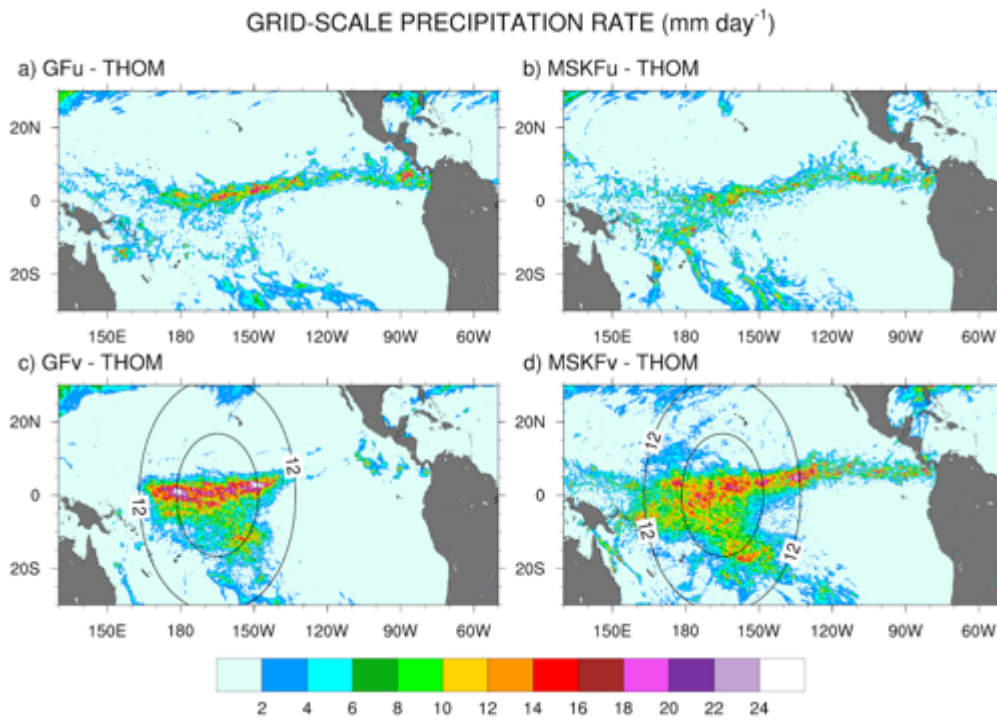 GRID-SCALE PRECIPITATION RATE (mm day⁻¹)
a) GFu - THOM
b) MSKFu - THOM
20N
0
20S
150E 180 150W 120W 90W 60W
20N
0
20S
150E 180 150W 120W 90W 60W
c) GFv - THOM
d) MSKFv - THOM
20N
0
20S
12
12
150E 180 150W 120W 90W 60W
20N
0
20S
12
12
12
12
150E 180 150W 120W 90W 60W
2 4 6 8 10 12 14 16 18 20 22 24